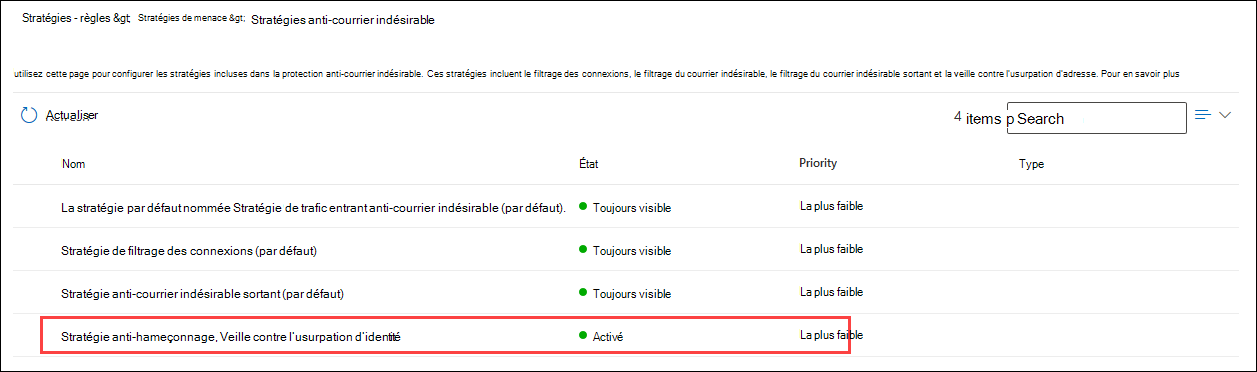 Stratégies - règles &gt; Stratégies de menace &gt; Stratégies anti-courrier indésirable
utilisez cette page pour configurer les stratégies incluses dans la protection anti-courrier indésirable. Ces stratégies incluent le filtrage des connexions, le filtrage du courrier indésirable, le filtrage du courrier indésirable sortant et la veille contre l'usurpation d'adresse. Pour en savoir plus
Actualiser 4 items p Search
Nom État Priority Type
La stratégie par défaut nommée Stratégie de trafic entrant anti-courrier indésirable (par défaut). Toujours visible La plus faible
Stratégie de filtrage des connexions (par défaut) Toujours visible La plus faible
Stratégie anti-courrier indésirable sortant (par défaut) Toujours visible La plus faible
Stratégie anti-hameçonnage, Veille contre l'usurpation d'identité Activé La plus faible